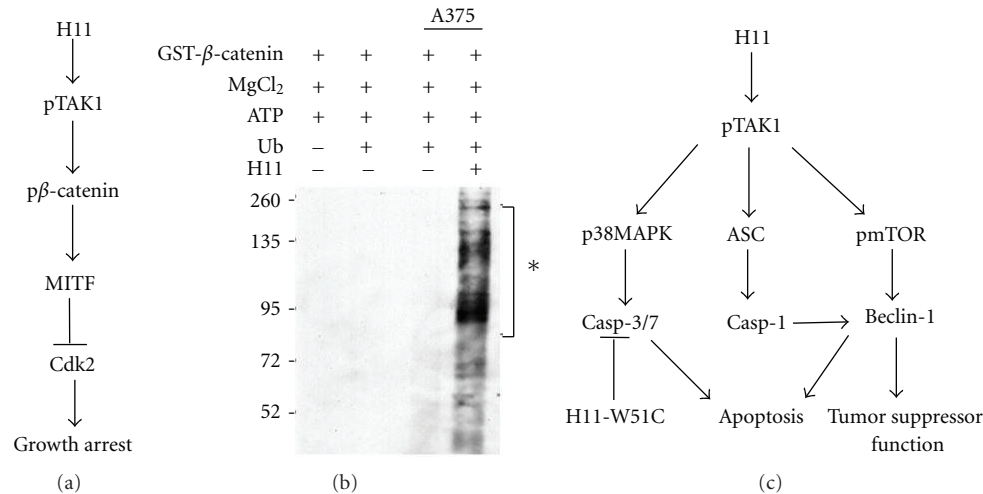 H11
pTAK1
pβ-catenin
MITF
Cdk2
Growth arrest
(a)
A375
GST-β-catenin + + + +
MgCl₂ + + + +
ATP + + + +
Ub – + + +
H11 – – – +
260
135
95
72
52
*
(b)
H11
pTAK1
p38MAPK ASC pmTOR
Casp-3/7 Casp-1 Beclin-1
H11-W51C Apoptosis Tumor suppressor
function
(c)